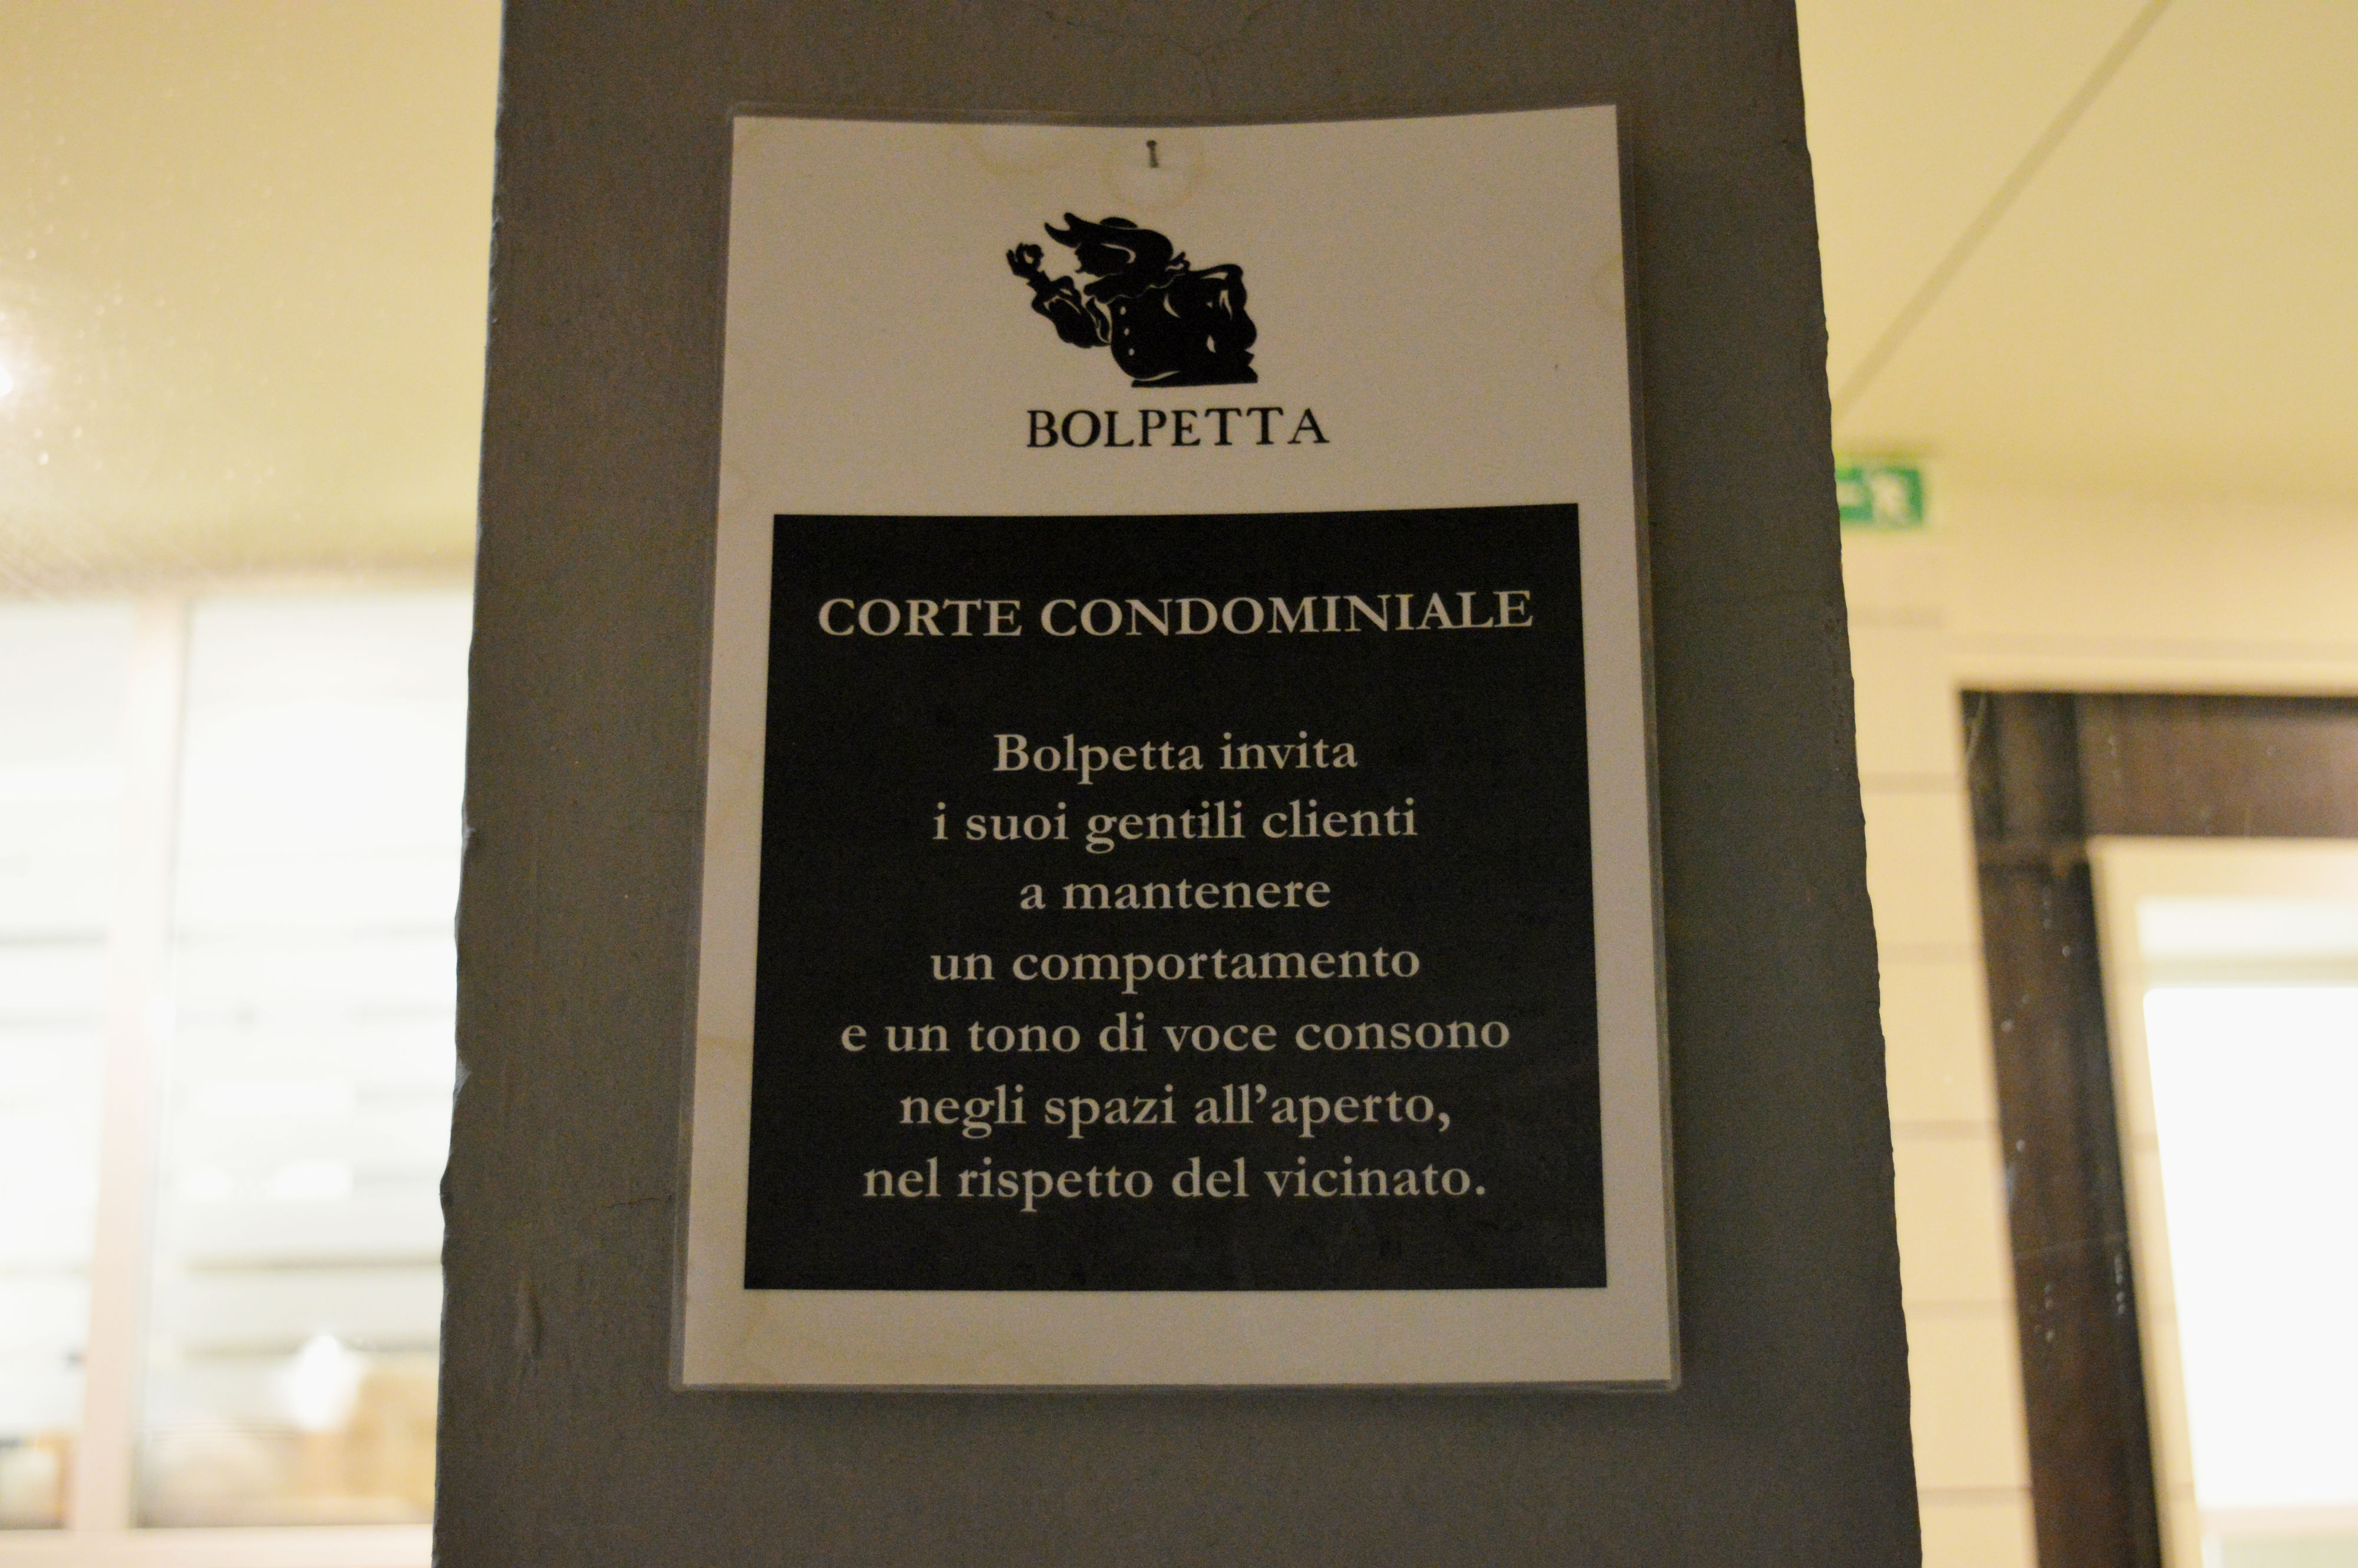 BOLPETTA
CORTE CONDOMINIALE
Bolpetta invita
i suoi gentili clienti
a mantenere
un comportamento
e un tono di voce consono
negli spazi all’aperto,
nel rispetto del vicinato.